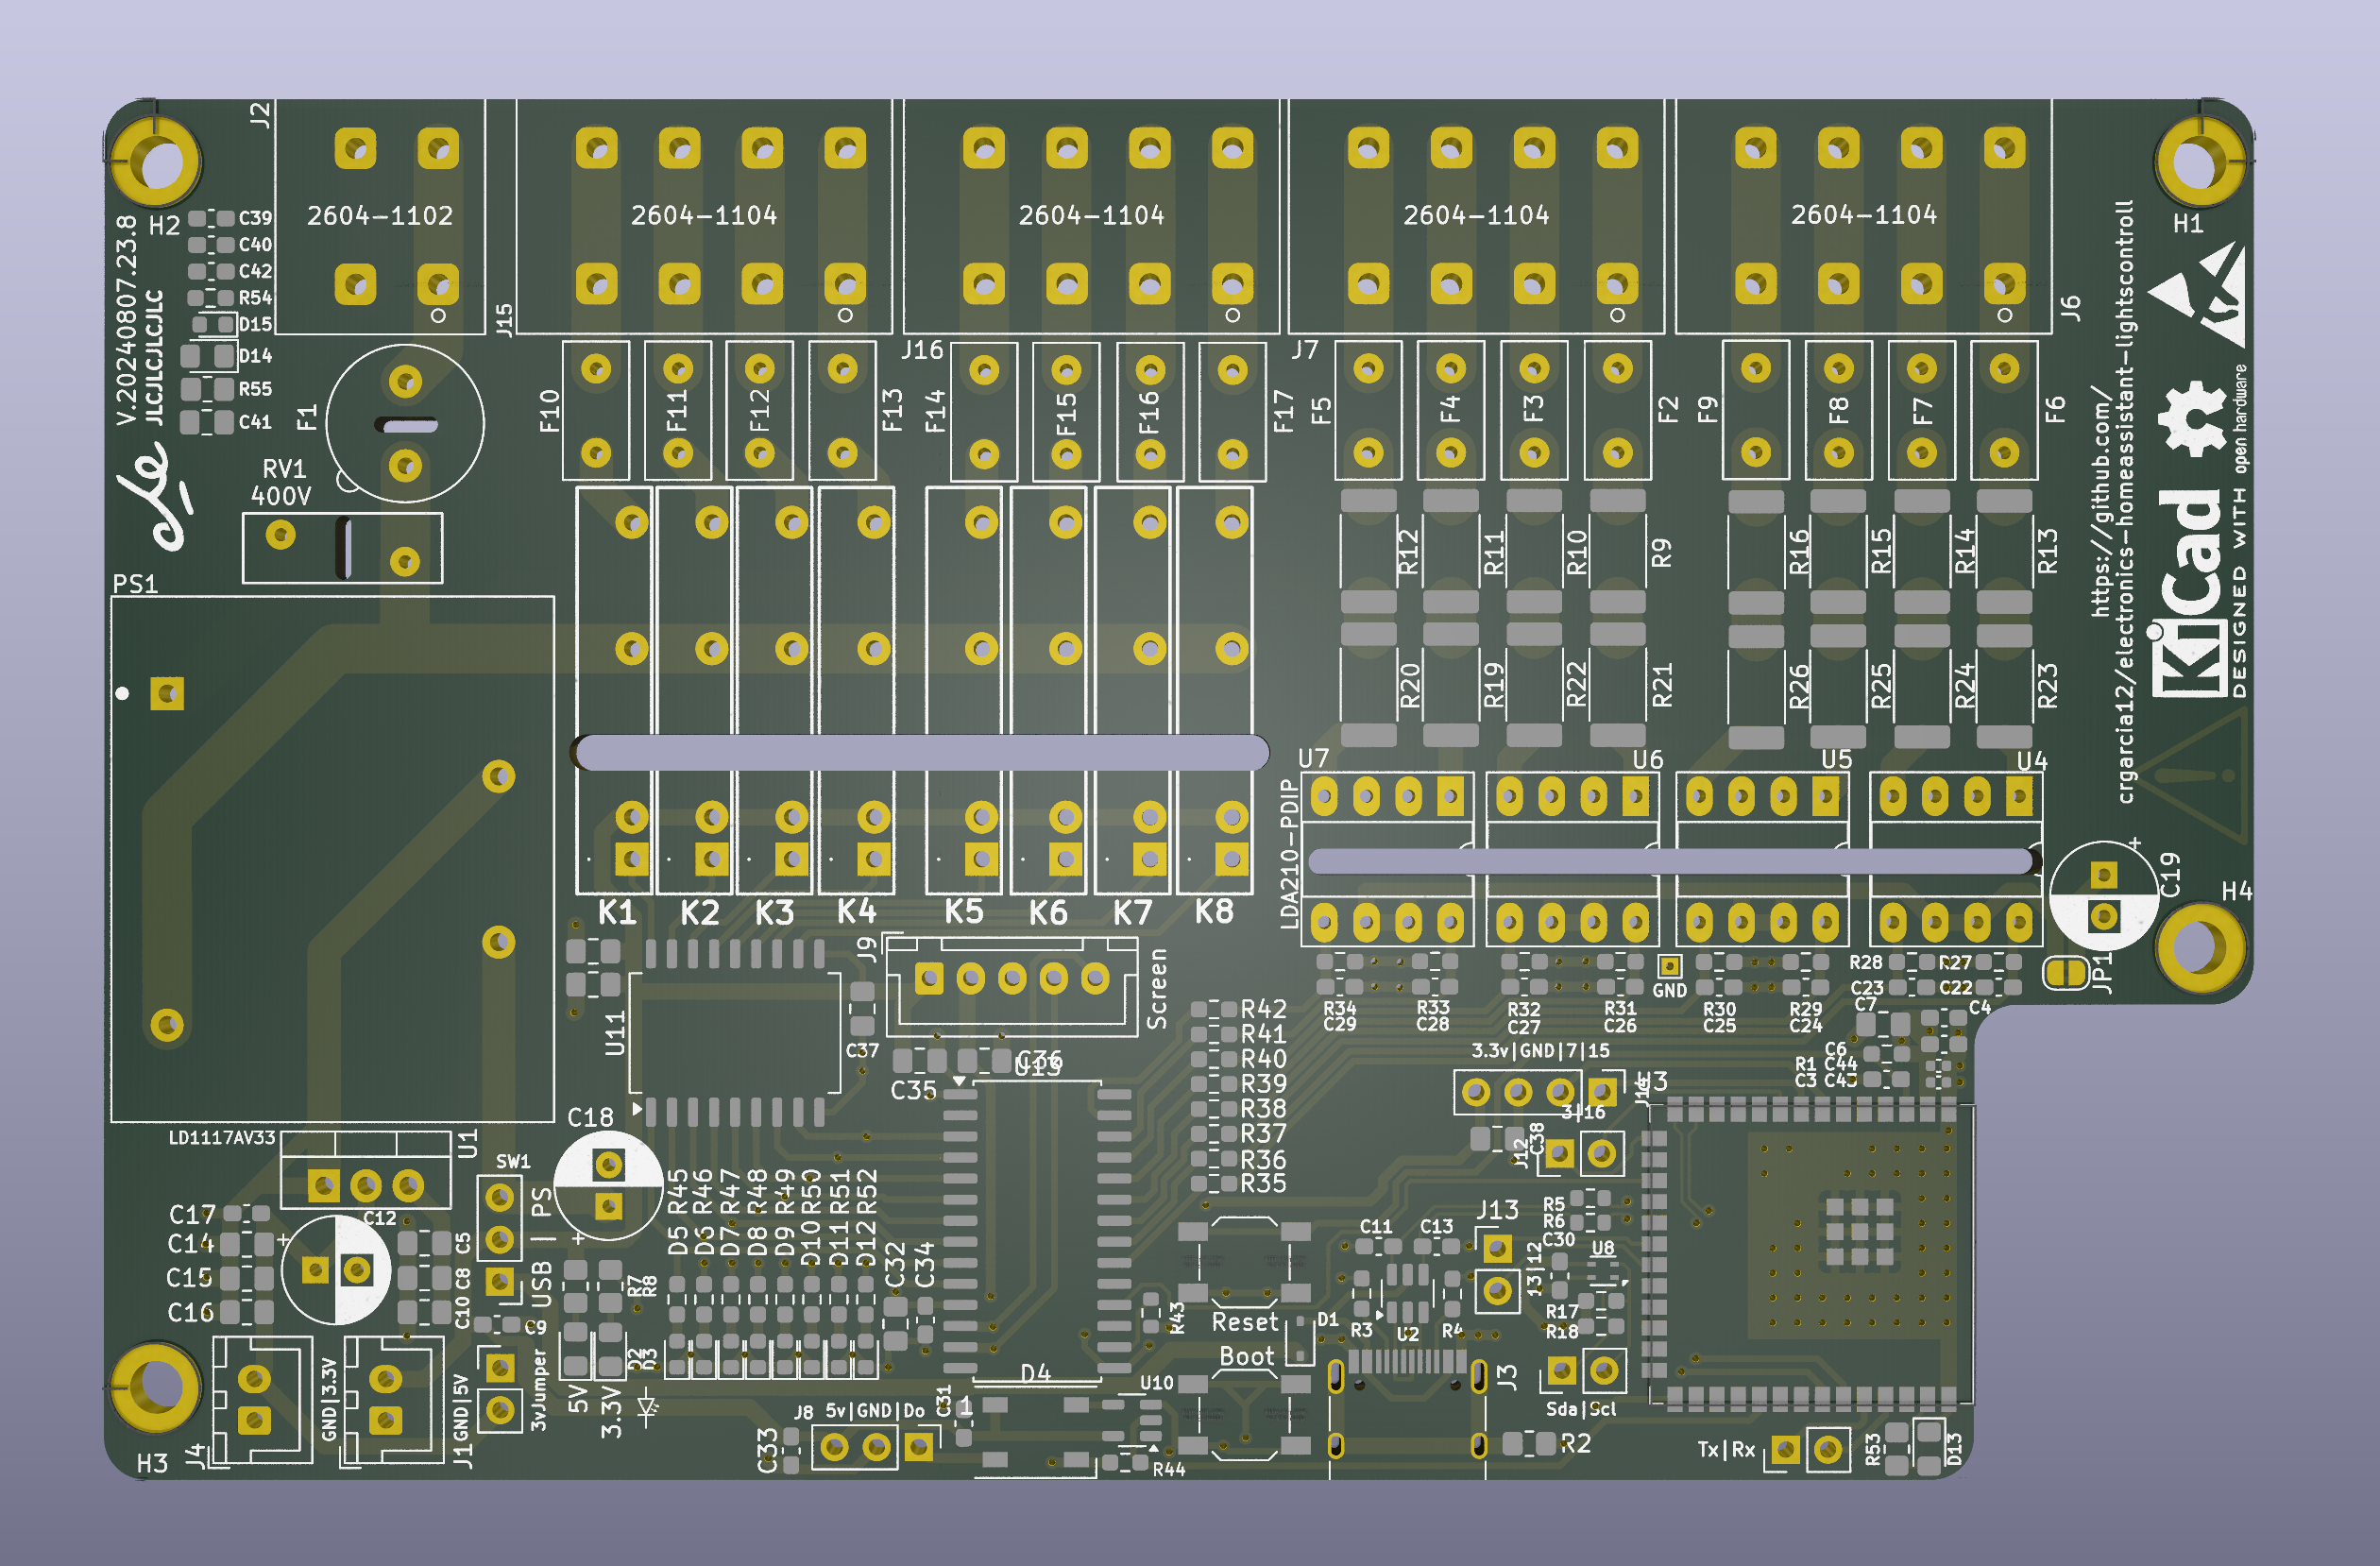 J2
2604-1102
2604-1104
2604-1104
2604-1104
2604-1104
H2
H1
C39
C40
C42
R54
D15
D14
R55
C41
V.20240807.23.8
JLCJLCJLCJLC
J15
J16
J7
J6
F1
F10
F11
F12
F13
F14
F15
F16
F17
F5
F4
F3
F2
F9
F8
F7
F6
RV1
400V
PS1
R12
R11
R10
R9
R16
R15
R14
R13
R20
R19
R22
R21
R26
R25
R24
R23
https://github.com/
crgarcia12/electronics-homeassistant-lightscontroll
open hardware
KiCad
DESIGNED WITH
U7
U6
U5
U4
LDA210-PDIP
C19
H4
JP1
K1
K2
K3
K4
K5
K6
K7
K8
J9
Screen
U11
C37
C35
C36
U13
R42
R41
R40
R39
R38
R37
R36
R35
R34
C29
R33
C28
R32
C27
R31
C26
GND
R30
C25
R29
C24
R28
C23
R27
C22
C7
C4
C6
R1 C44
C3 C43
3.3v|GND|7|15
J14
U3
3|16
J12
C38
LD1117AV33
U1
C18
SW1
PS
|
USB
C17
C14
C15
C16
C12
C5
C8
C10
C9
R7
R8
D2
D3
5V
3.3V
D5 R45
D6 R46
D7 R47
D8 R48
D9 R49
D10 R50
D11 R51
D12 R52
C32
C34
R43
Reset
Boot
D1
C11
C13
R3
U2
R4
J13
13|12
R5
R6
C30
U8
R17
R18
J3
Sda|Scl
R2
Tx|Rx
R53
D13
H3
J4
GND|3.3V
J1
GND|5V
3vJumper
C33
J8
5v|GND|Do
C31
1
D4
U10
R44